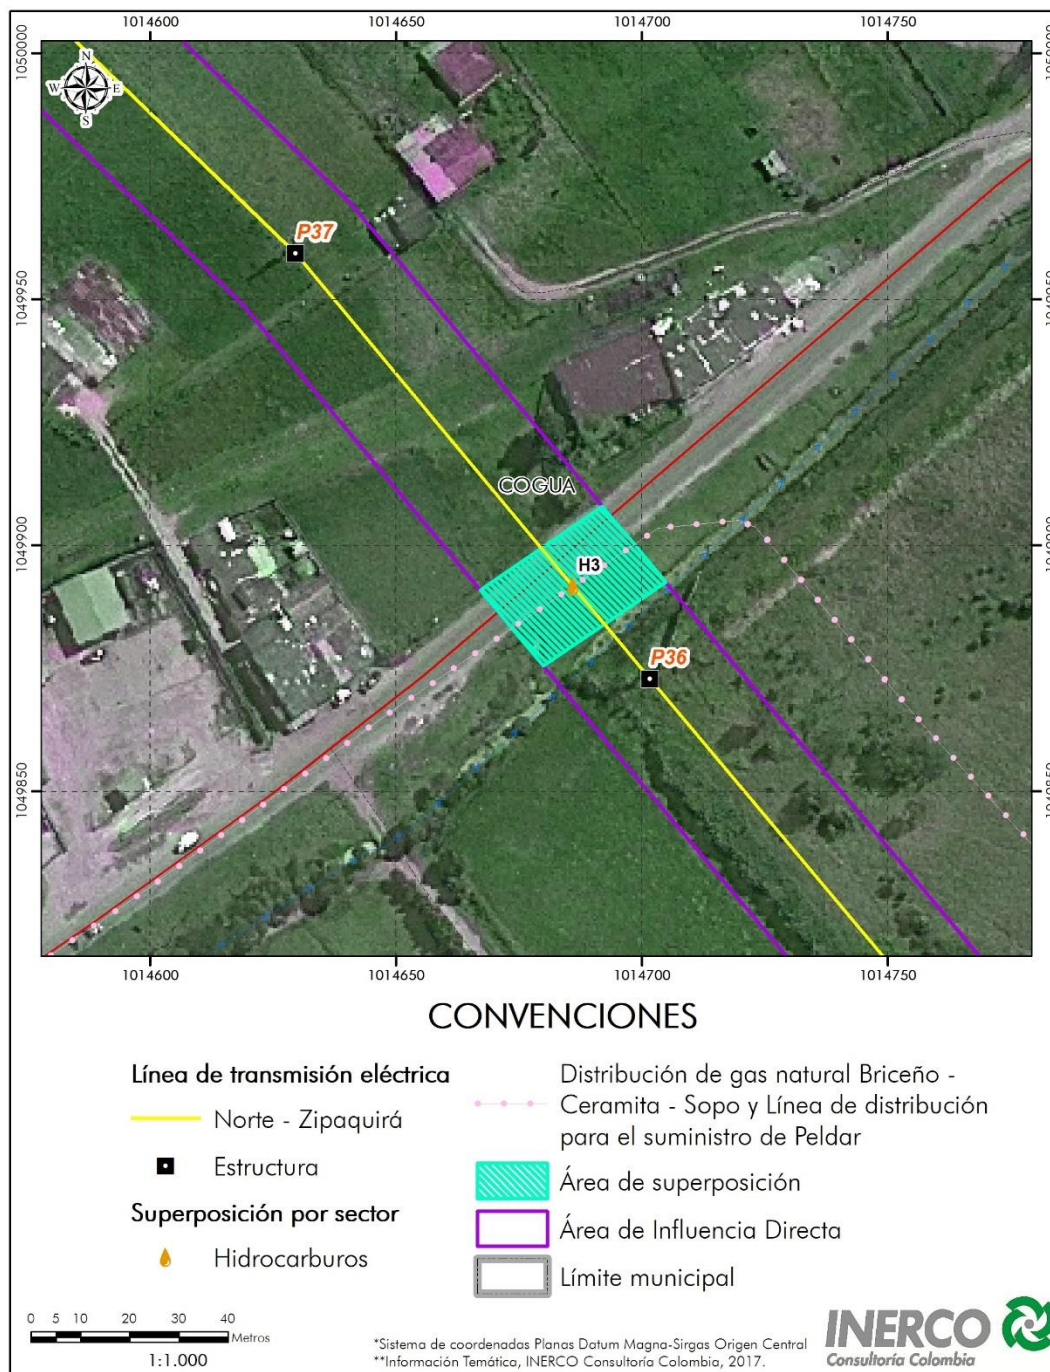 1014600 1014650 1014700 1014750
1050000
N
W E
S
P37
1049950
1049950
COGUA
H3
1049900
1049900
P36
1049850
1049850
1014600 1014650 1014700 1014750
CONVENCIONES
Línea de transmisión eléctrica
Norte - Zipaquirá
Estructura
Superposición por sector
Hidrocarburos
Distribución de gas natural Briceño -
Ceramita - Sopo y Línea de distribución
para el suministro de Peldar
Área de superposición
Área de Influencia Directa
Límite municipal
0 5 10 20 30 40
Metros
1:1.000
*Sistema de coordenadas Planas Datum Magna-Sirgas Origen Central
**Información Temática, INERCO Consultoría Colombia, 2017.
INERCO
Consultoría Colombia